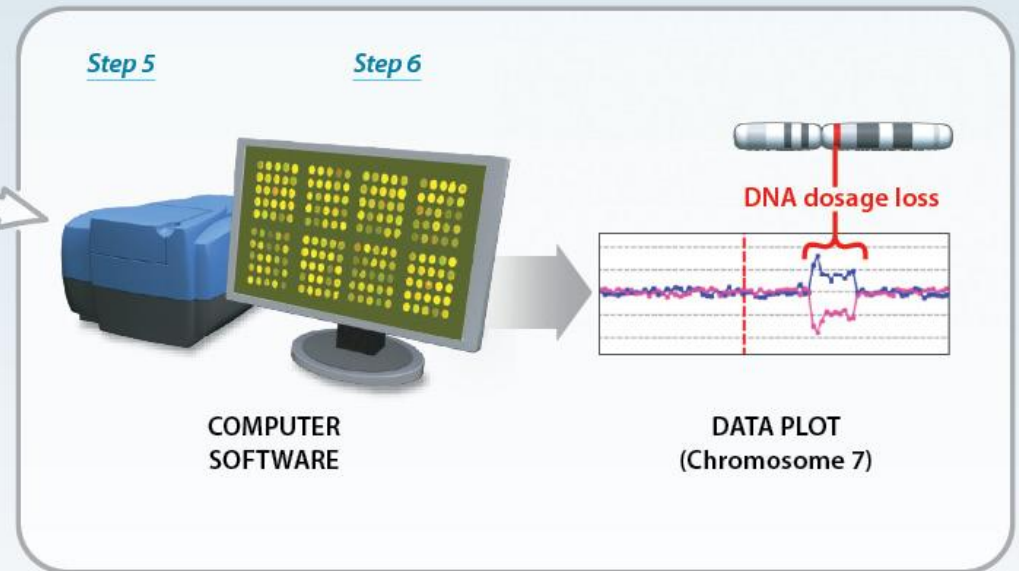 Step 5
Step 6
DNA dosage loss
COMPUTER
SOFTWARE
DATA PLOT
(Chromosome 7)